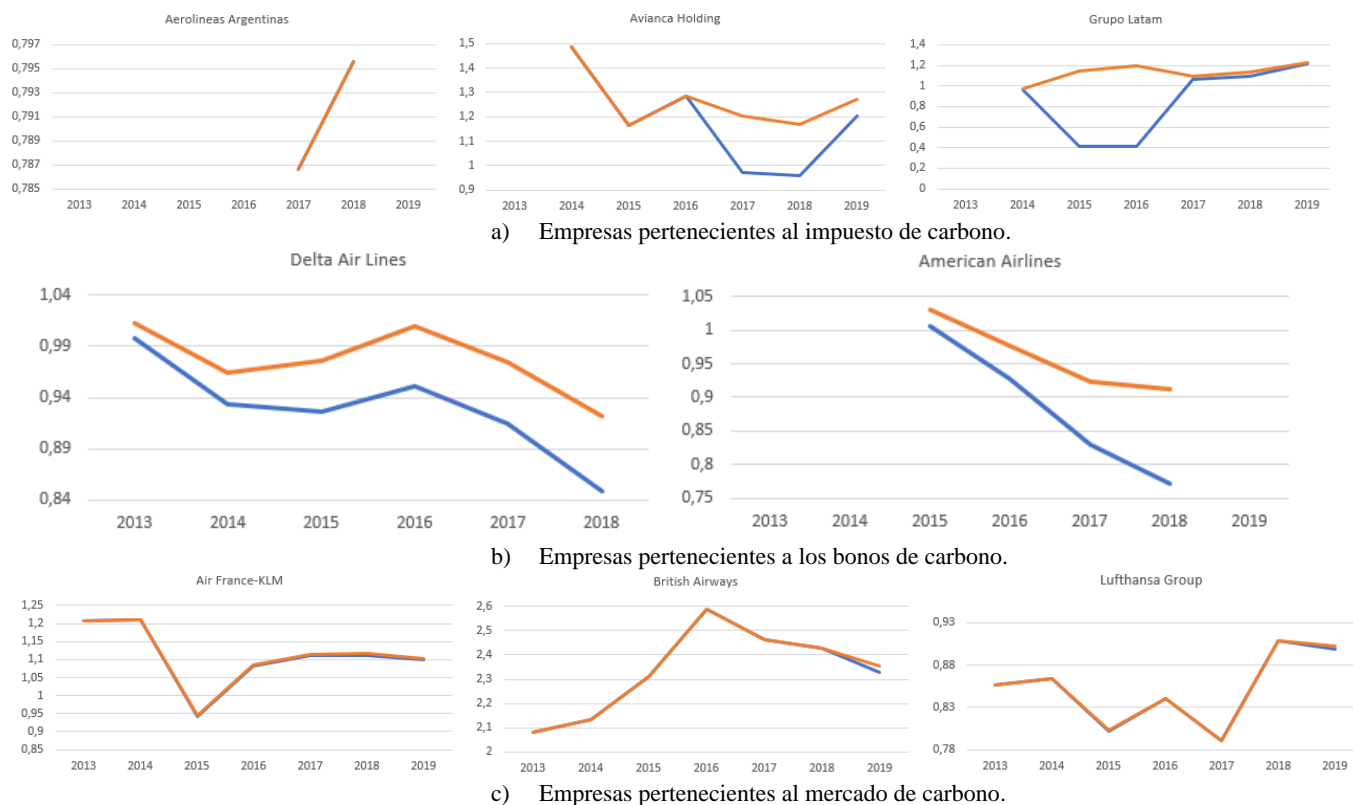 Aerolineas Argentinas
0,797
0,795
0,793
0,791
0,789
0,787
0,785
2013 2014 2015 2016 2017 2018 2019
Avianca Holding
1,5
1,4
1,3
1,2
1,1
1
0,9
2013 2014 2015 2016 2017 2018 2019
Grupo Latam
1,4
1,2
1
0,8
0,6
0,4
0,2
0
2013 2014 2015 2016 2017 2018 2019
a) Empresas pertenecientes al impuesto de carbono.
Delta Air Lines
1,04
0,99
0,94
0,89
0,84
2013 2014 2015 2016 2017 2018
American Airlines
1,05
1
0,95
0,9
0,85
0,8
0,75
2013 2014 2015 2016 2017 2018 2019
b) Empresas pertenecientes a los bonos de carbono.
Air France-KLM
1,25
1,2
1,15
1,1
1,05
1
0,95
0,9
0,85
2013 2014 2015 2016 2017 2018 2019
British Airways
2,6
2,5
2,4
2,3
2,2
2,1
2
2013 2014 2015 2016 2017 2018 2019
Lufthansa Group
0,93
0,88
0,83
0,78
2013 2014 2015 2016 2017 2018 2019
c) Empresas pertenecientes al mercado de carbono.